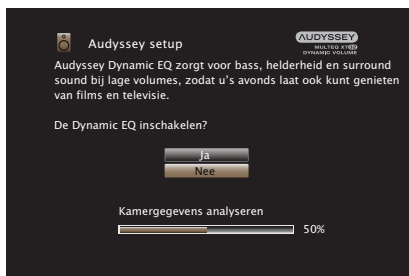 Audyssey setup
AUDYSSEY
MULTEQ XT32
DYNAMIC VOLUME
Audyssey Dynamic EQ zorgt voor bass, helderheid en surround
sound bij lage volumes, zodat u's avonds laat ook kunt genieten
van films en televisie.
De Dynamic EQ inschakelen?
Ja
Nee
Kamergegevens analyseren
50%